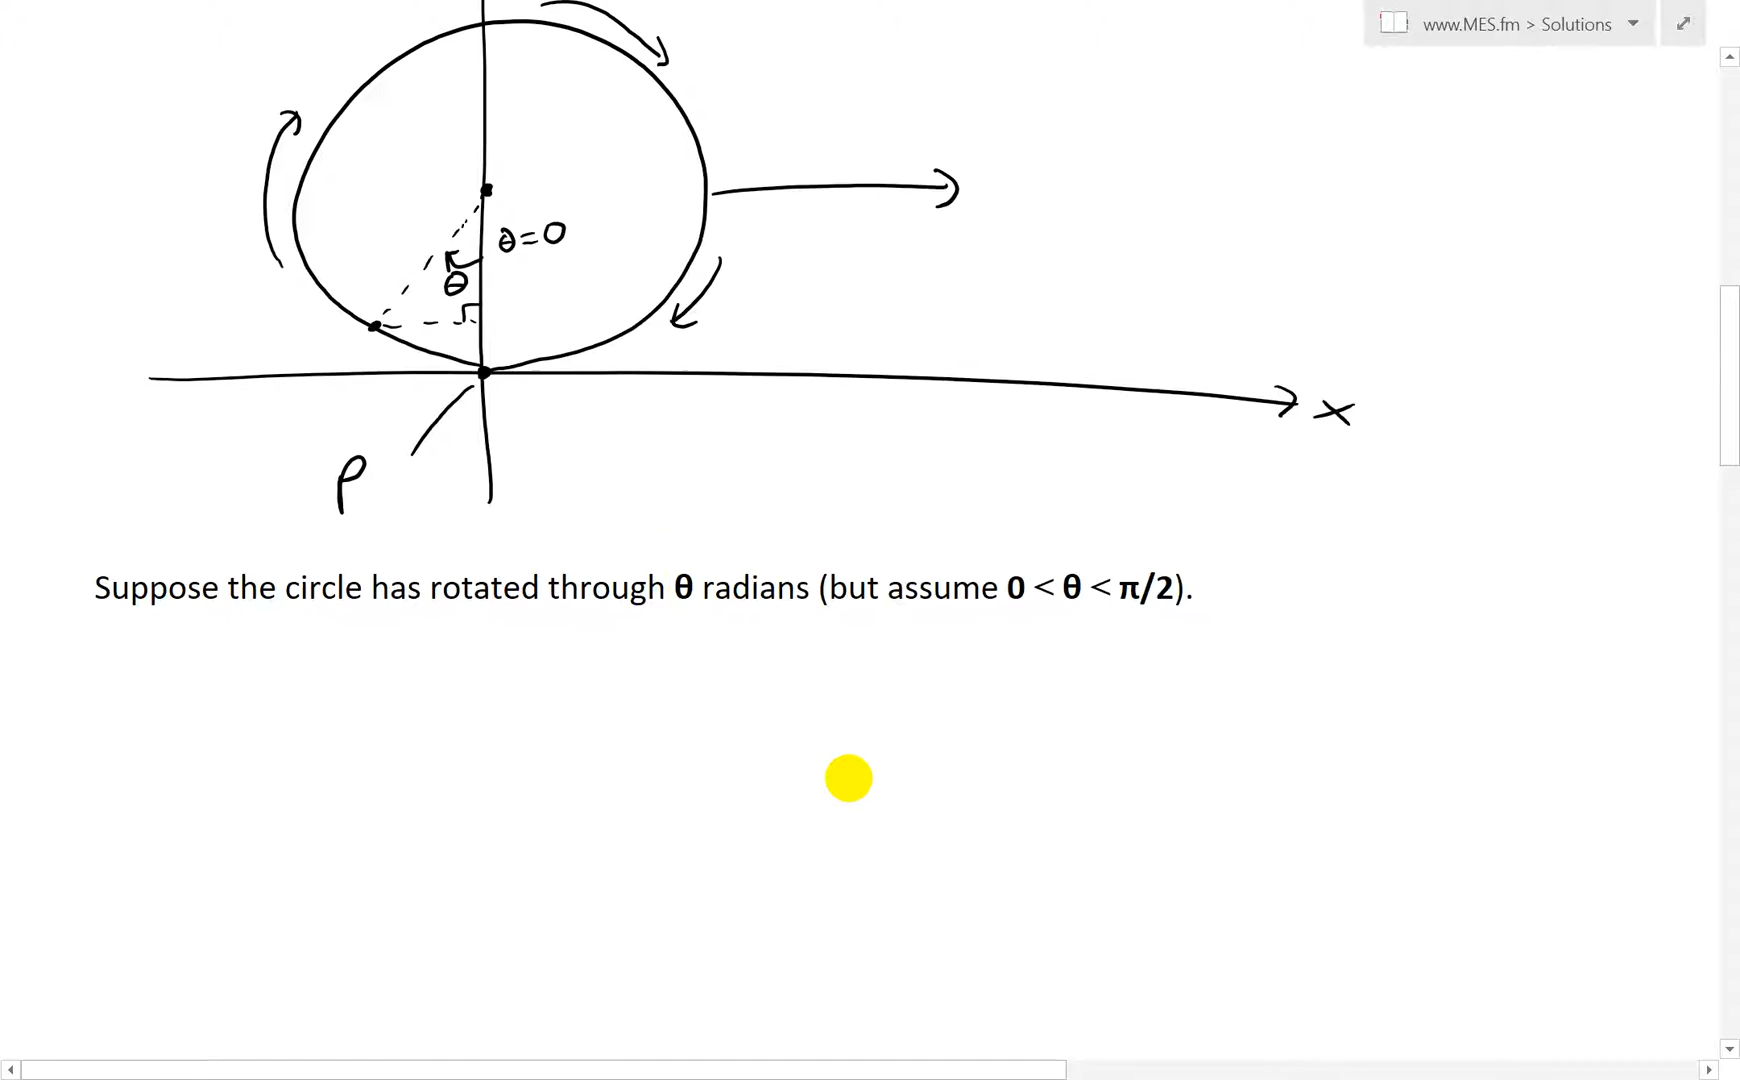 www.MES.fm > Solutions
θ=0
θ
x
P
Suppose the circle has rotated through θ radians (but assume 0 < θ < π/2).